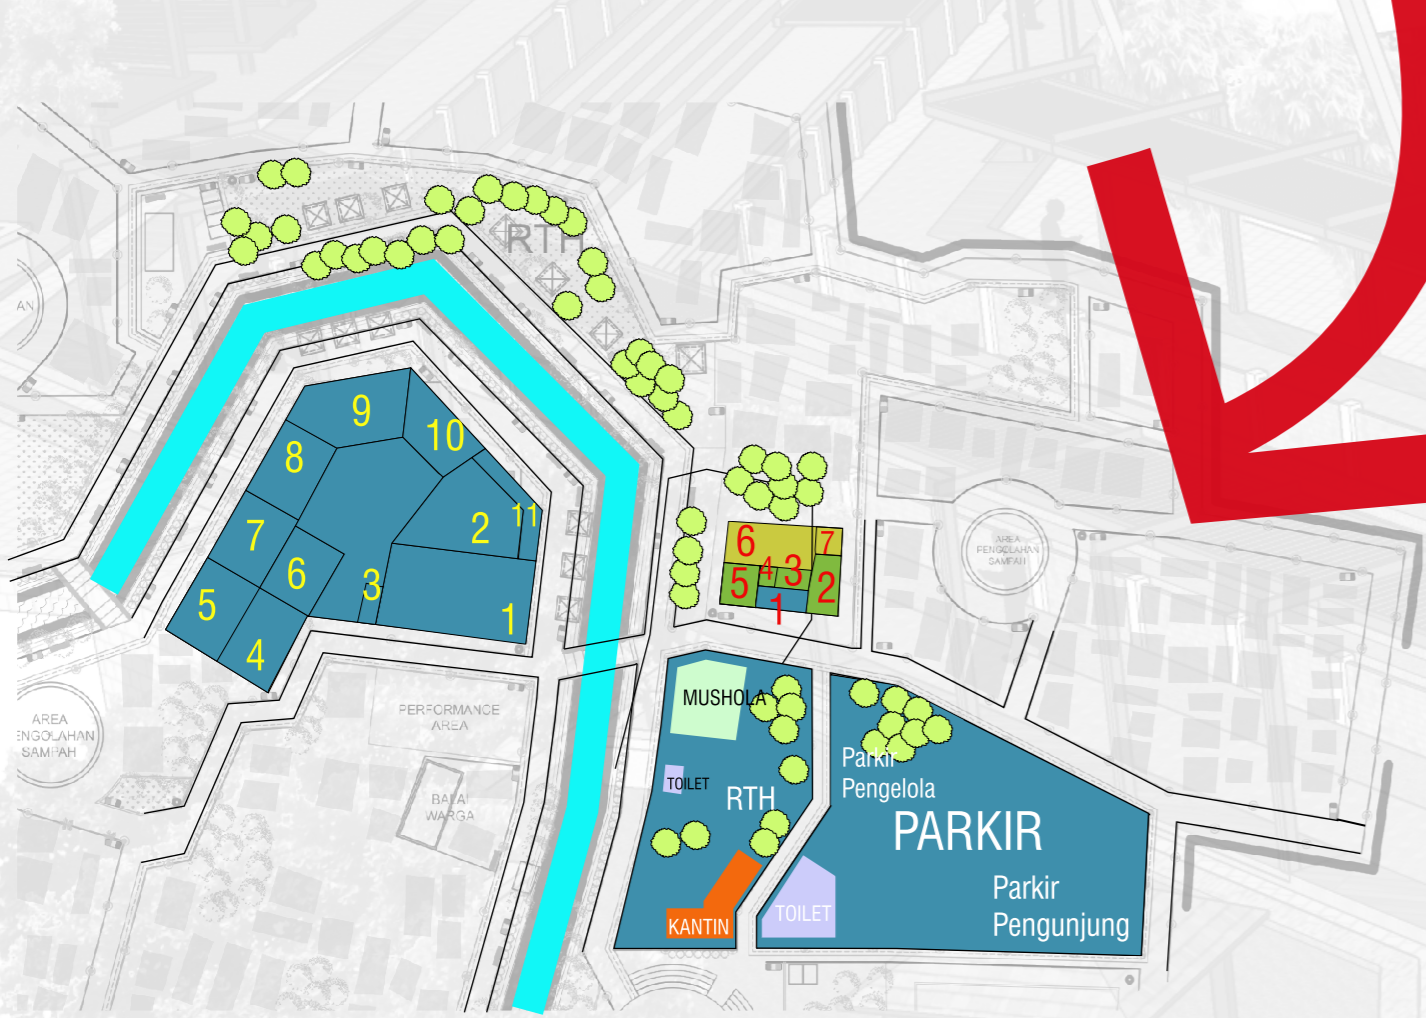 RTH
AN
9
10
8
11
2
7
6
3
5
1
4
6
7
4
3
5
2
1
AREA
PENGOLAHAN
SAMPAH
MUSHOLA
TOILET
RTH
KANTIN
Parkir
Pengelola
PARKIR
Parkir
Pengunjung
TOILET
PERFORMANCE
AREA
BALAI
WARGA
AREA
ENGOLAHAN
SAMPAH